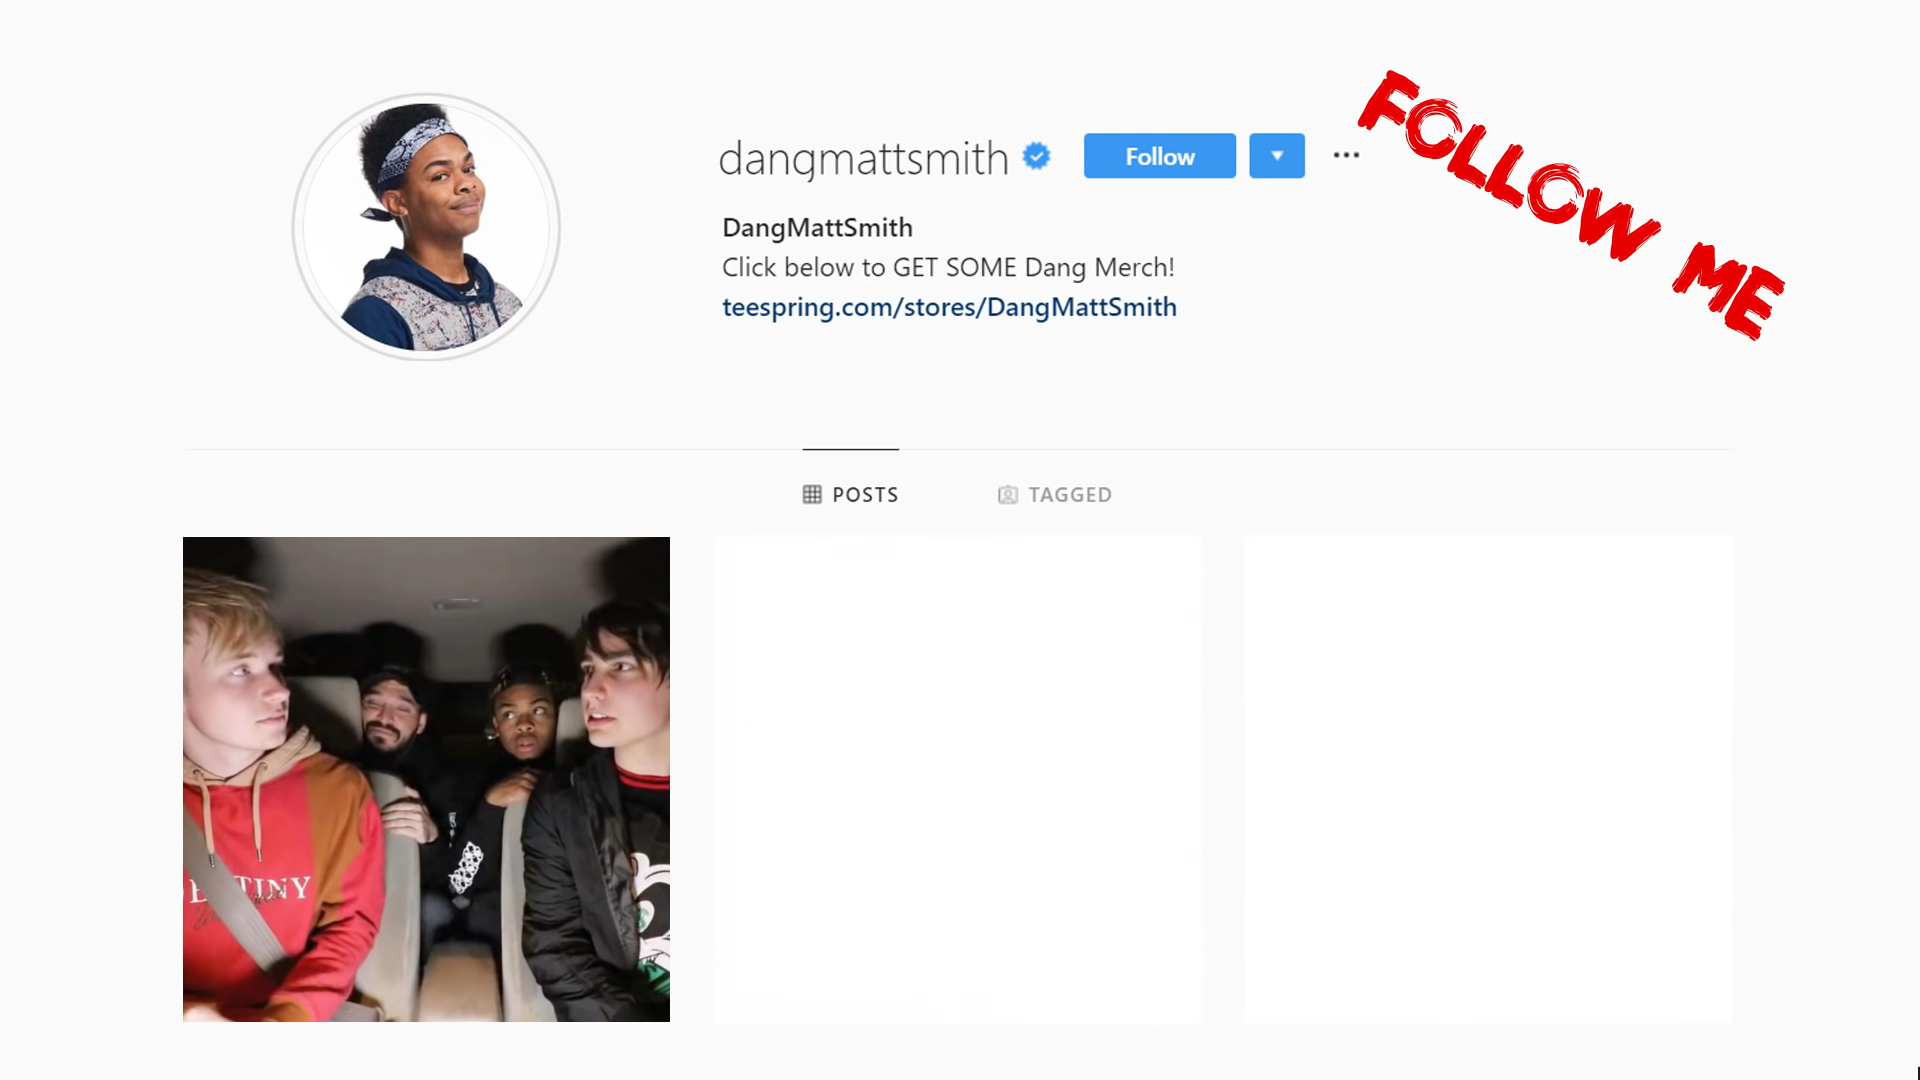 dangmattsmith
Follow
FOLLOW ME
DangMattSmith
Click below to GET SOME Dang Merch!
teespring.com/stores/DangMattSmith
POSTS
TAGGED